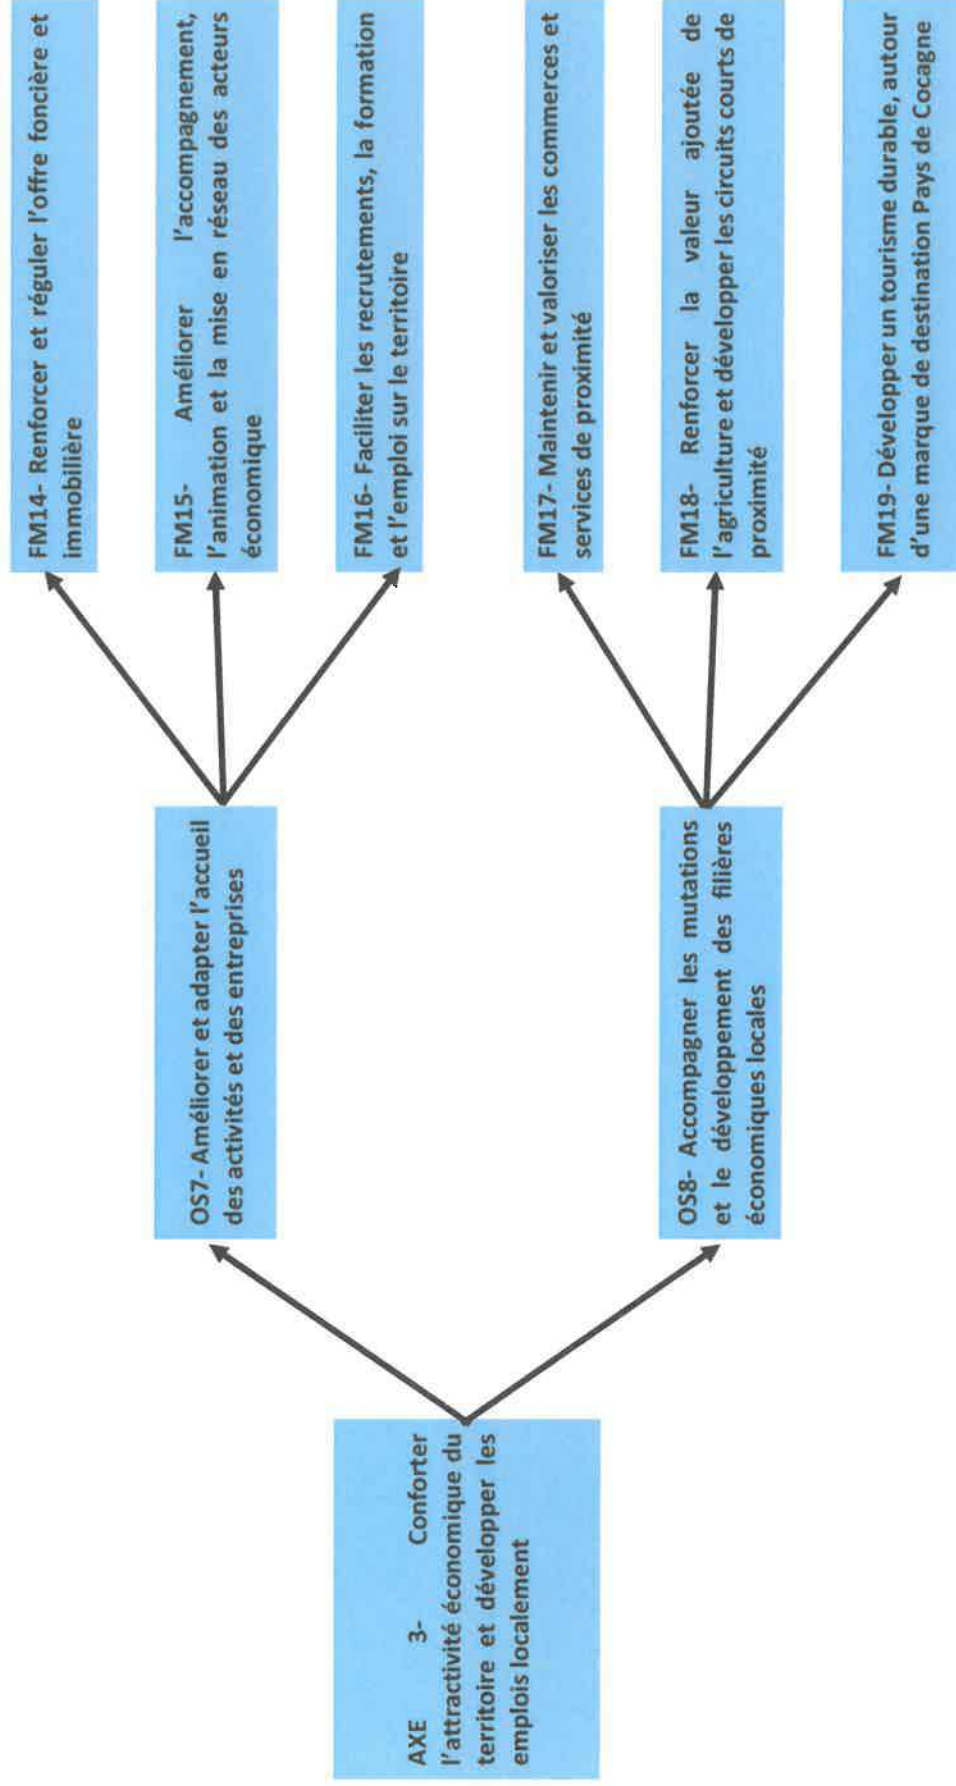 AXE 3- Conforter
l'attractivité économique du
territoire et développer les
emplois localement
OS7- Améliorer et adapter l'accueil
des activités et des entreprises
OS8- Accompagner les mutations
et le développement des filières
économiques locales
FM14- Renforcer et réguler l'offre foncière et
immobilière
FM15- Améliorer l'accompagnement,
l'animation et la mise en réseau des acteurs
économique
FM16- Faciliter les recrutements, la formation
et l'emploi sur le territoire
FM17- Maintenir et valoriser les commerces et
services de proximité
FM18- Renforcer la valeur ajoutée de
l'agriculture et développer les circuits courts de
proximité
FM19- Développer un tourisme durable, autour
d'une marque de destination Pays de Cocagne